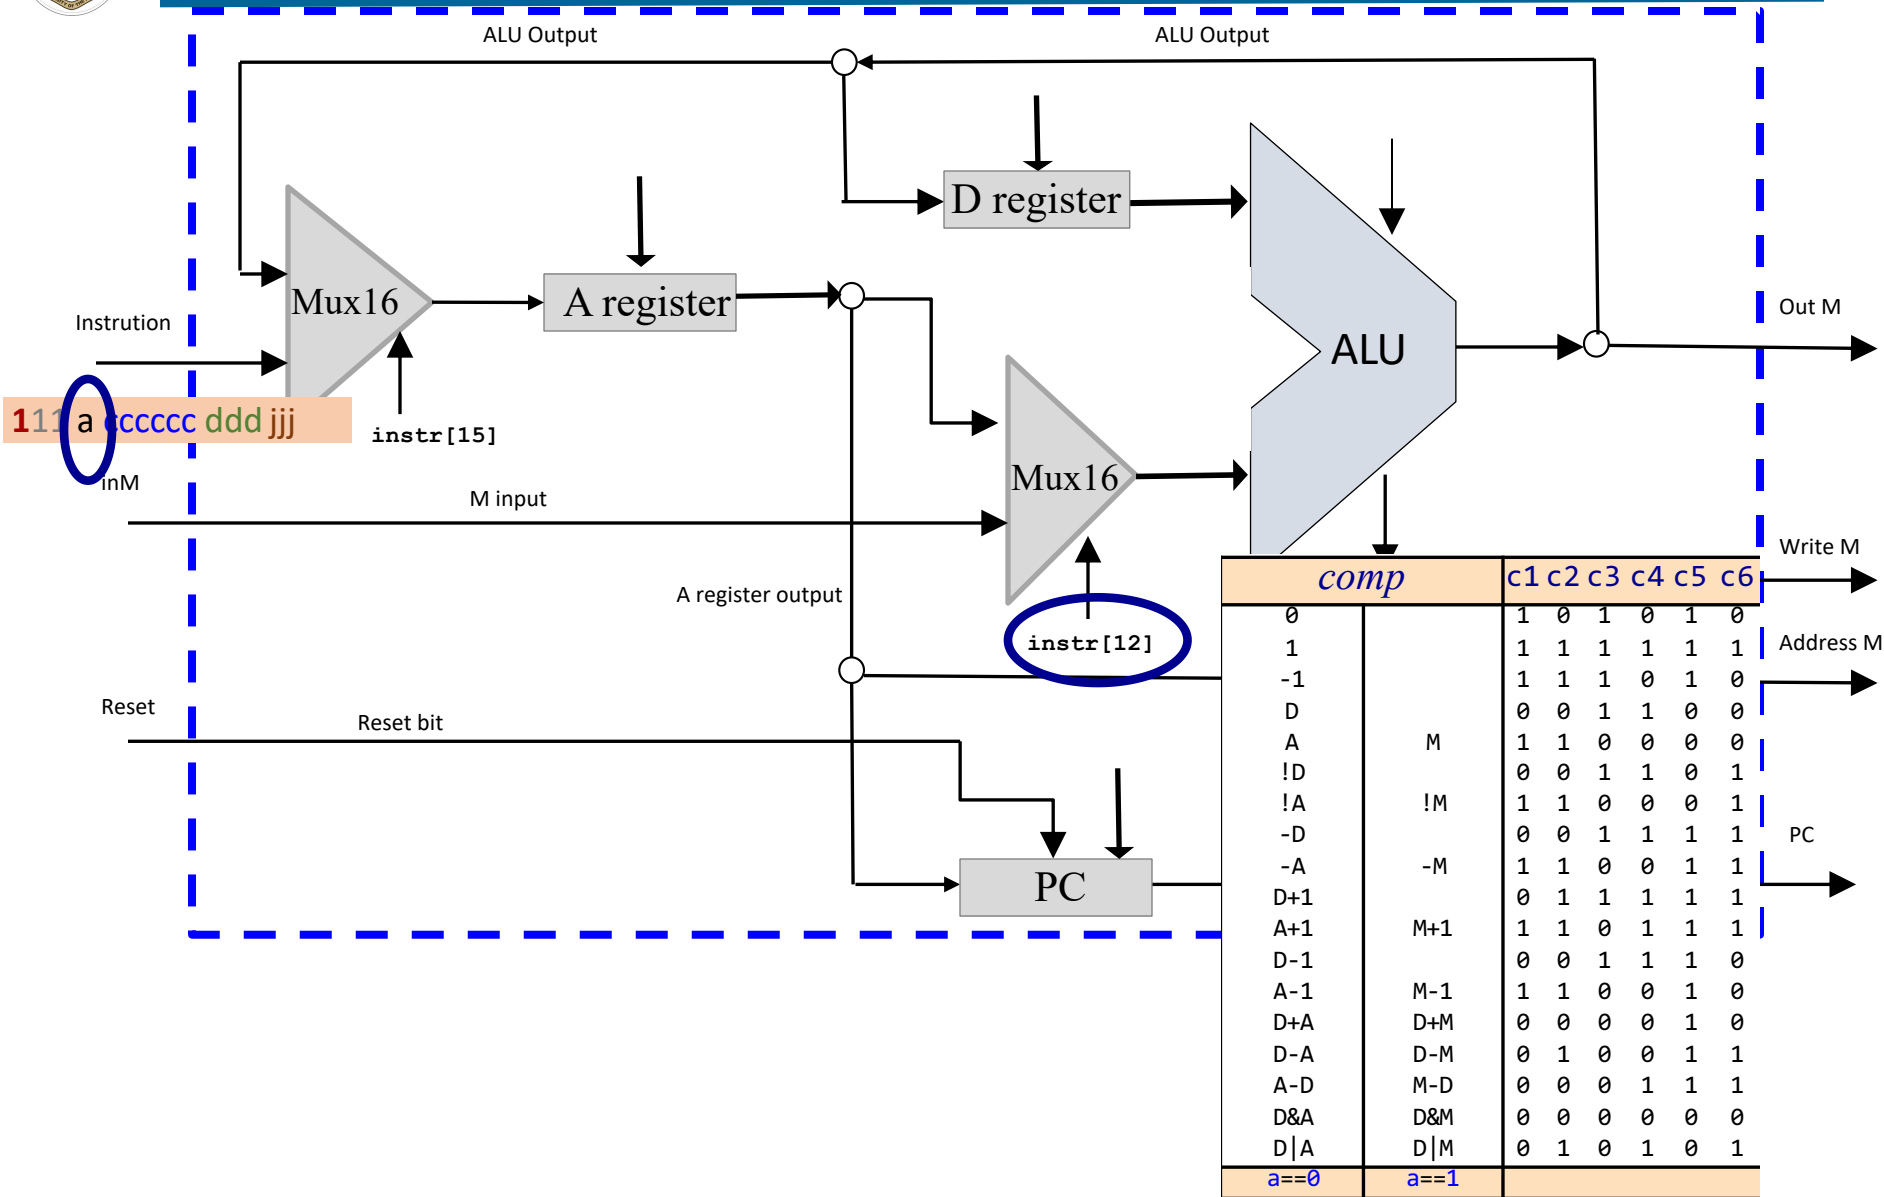 ALU Output
ALU Output
D register
Mux16
A register
Instrution
ALU
Out M
111 a cccccc ddd jjj
instr[15]
inM
M input
Mux16
Write M
A register output
instr[12]
Address M
Reset
Reset bit
PC
PC
comp c1 c2 c3 c4 c5 c6
0 1 0 1 0 1 0
1 1 1 1 1 1 1
-1 1 1 1 0 1 0
D 0 0 1 1 0 0
A M 1 1 0 0 0 0
!D 0 0 1 1 0 1
!A !M 1 1 0 0 0 1
-D 0 0 1 1 1 1
-A -M 1 1 0 0 1 1
D+1 0 1 1 1 1 1
A+1 M+1 1 1 0 1 1 1
D-1 0 0 1 1 1 0
A-1 M-1 1 1 0 0 1 0
D+A D+M 0 0 0 0 1 0
D-A D-M 0 1 0 0 1 1
A-D M-D 0 0 0 1 1 1
D&A D&M 0 0 0 0 0 0
D|A D|M 0 1 0 1 0 1
a==0 a==1